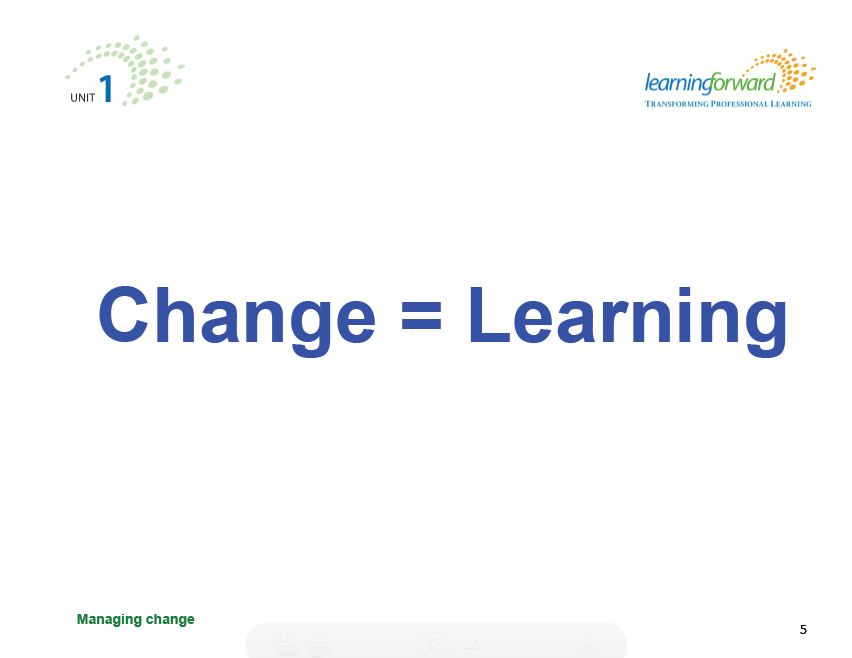 UNIT 1
learningforward
TRANSFORMING PROFESSIONAL LEARNING
Change = Learning
Managing change
5